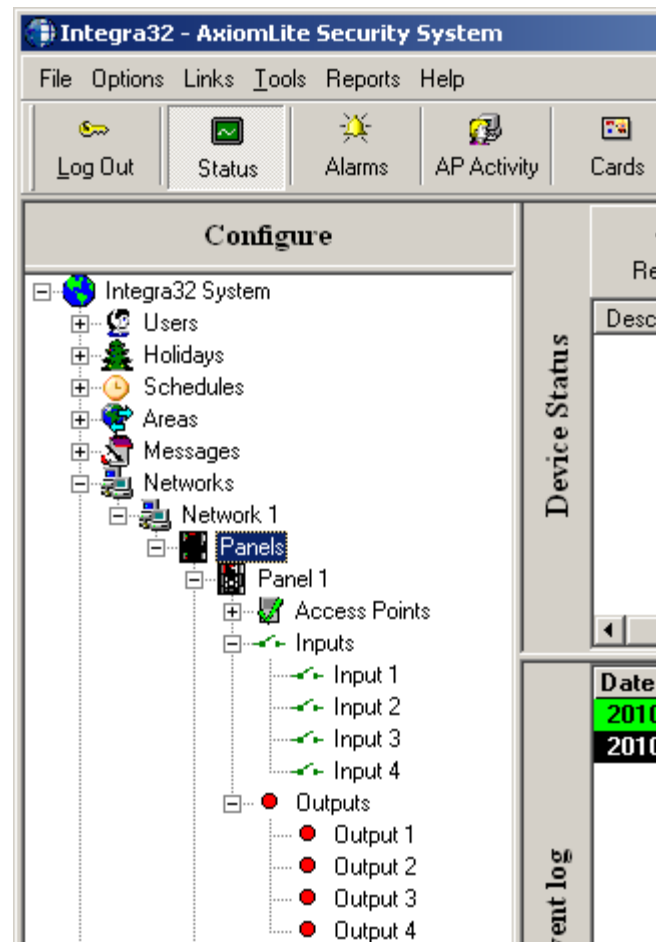 Integra32 - AxiomLite Security System
File Options Links Tools Reports Help
Log Out Status Alarms AP Activity Cards
Configure
Integra32 System
Users
Holidays
Schedules
Areas
Messages
Networks
Network 1
Panels
Panel 1
Access Points
Inputs
Input 1
Input 2
Input 3
Input 4
Outputs
Output 1
Output 2
Output 3
Output 4
Device Status
Re
Desc
Date
2010
2010
vent log